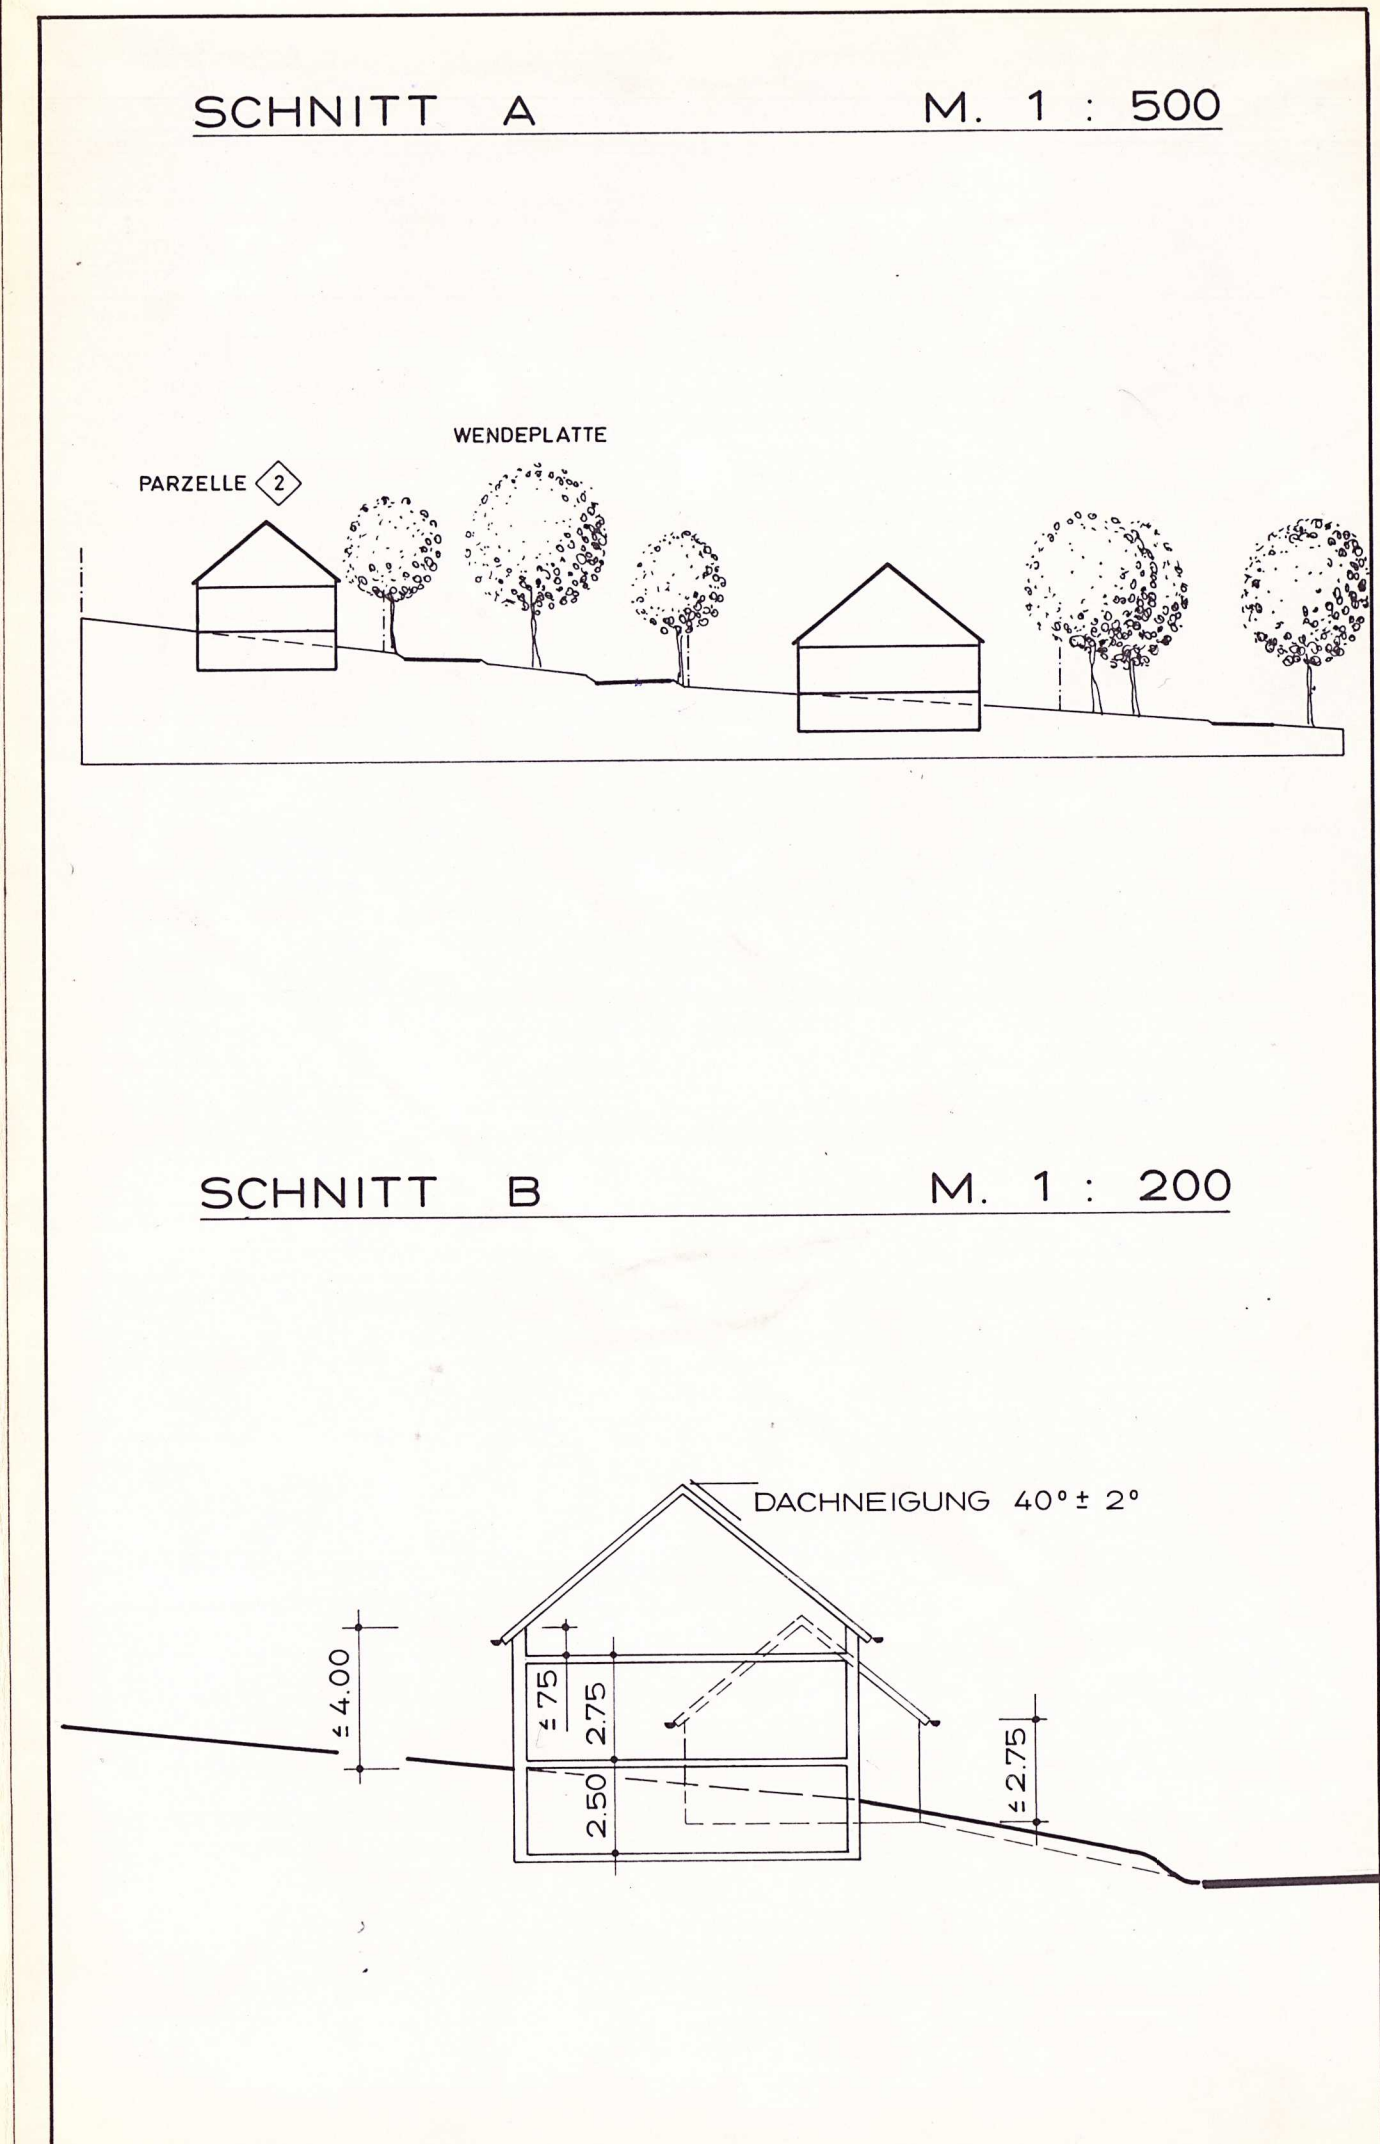 SCHNITT A M. 1 : 500
WENDEPLATTE
PARZELLE 2
SCHNITT B M. 1 : 200
DACHNEIGUNG 40° ± 2°
≤ 4.00
≤ 75
2.75
2.50
≤ 2.75